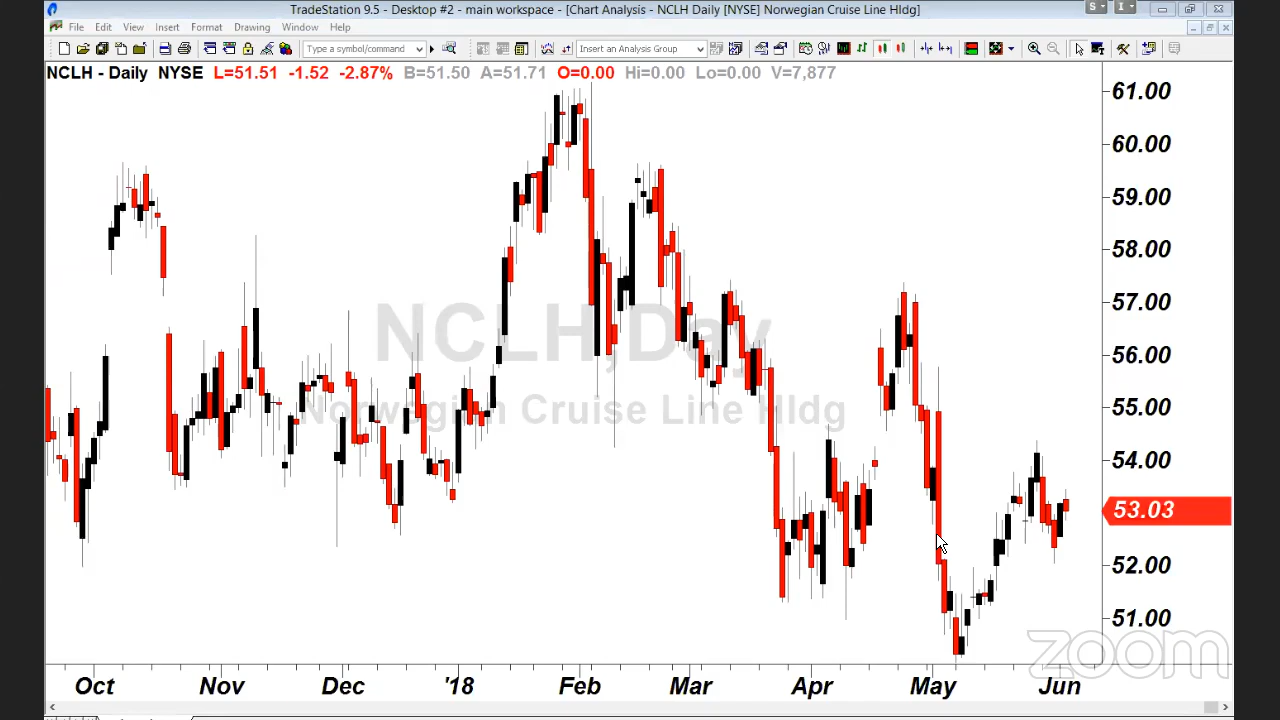 TradeStation 9.5 - Desktop #2 - main workspace - [Chart Analysis - NCLH Daily [NYSE] Norwegian Cruise Line Hldg]
S I
File Edit View Insert Format Drawing Window Help
Type a symbol/command Insert an Analysis Group
NCLH - Daily NYSE L=51.51 -1.52 -2.87% B=51.50 A=51.71 O=0.00 Hi=0.00 Lo=0.00 V=7,877
61.00
60.00
59.00
58.00
57.00
NCLH,Day
56.00
Norwegian Cruise Line Hldg
55.00
54.00
53.03
52.00
51.00
zoom
Oct Nov Dec '18 Feb Mar Apr May Jun